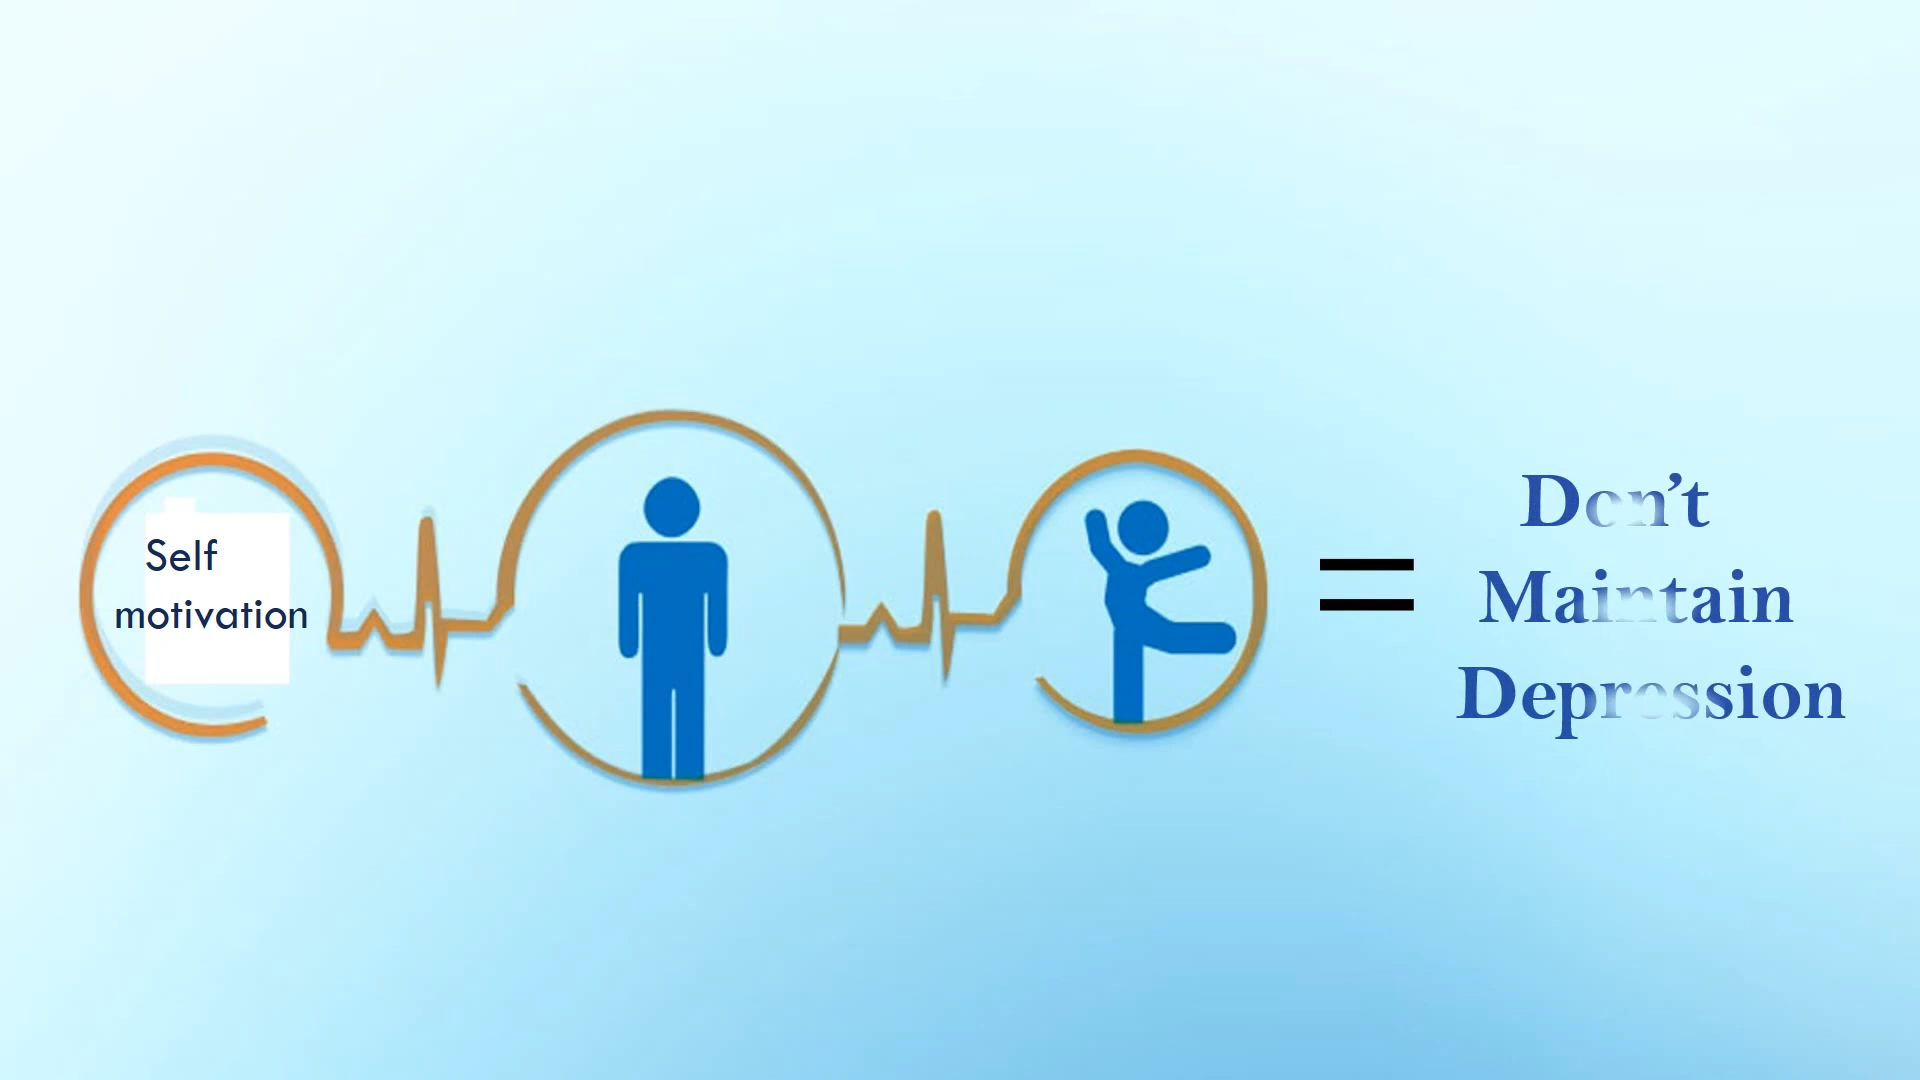 Self
motivation
=
Don't
Maintain
Depression